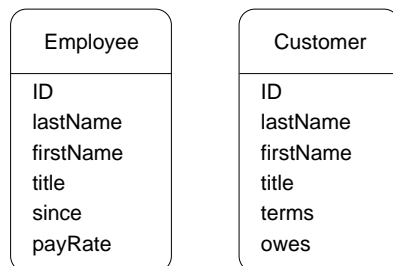 Employee
ID
lastName
firstName
title
since
payRate
Customer
ID
lastName
firstName
title
terms
owes